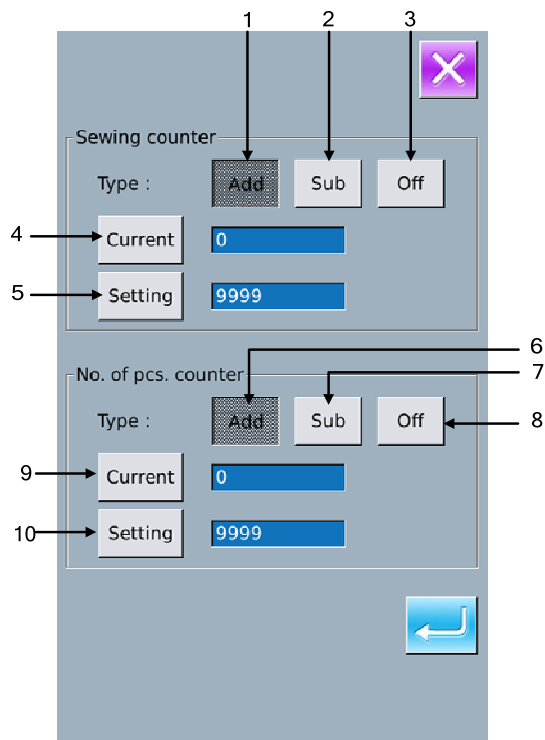 1 2 3
Sewing counter
Type : Add Sub Off
4 Current 0
5 Setting 9999
6
No. of pcs. counter 7
Type : Add Sub Off 8
9 Current 0
10 Setting 9999